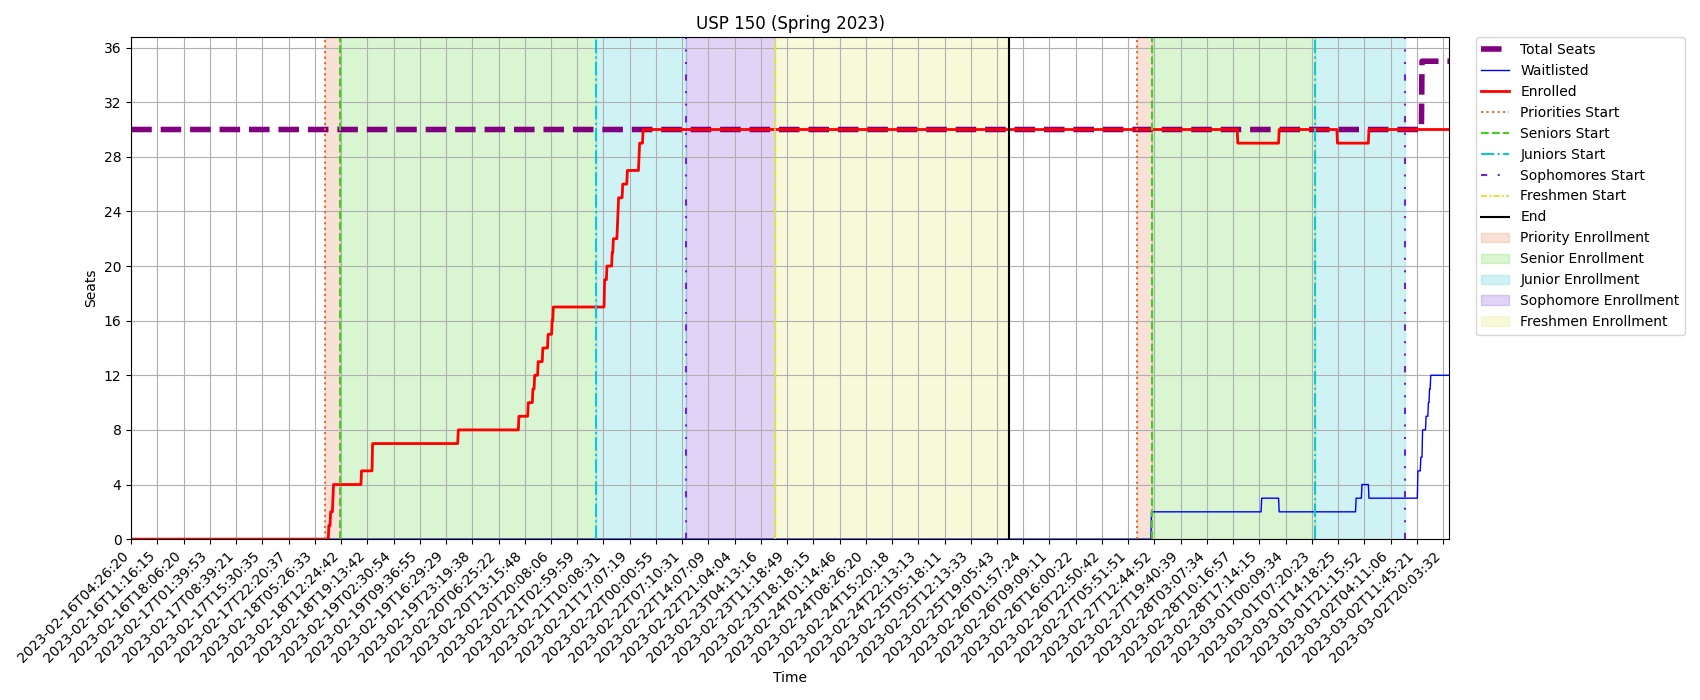 USP 150 (Spring 2023)
Seats
36
32
28
24
20
16
12
8
4
0
2023-02-16T04:26:20
2023-02-16T11:16:15
2023-02-16T18:06:20
2023-02-17T01:39:53
2023-02-17T08:39:21
2023-02-17T15:30:35
2023-02-17T22:20:37
2023-02-18T05:26:33
2023-02-18T12:24:42
2023-02-18T19:13:42
2023-02-19T02:30:54
2023-02-19T09:36:55
2023-02-19T16:29:29
2023-02-19T23:19:38
2023-02-20T06:25:22
2023-02-20T13:15:48
2023-02-20T20:08:06
2023-02-21T02:59:59
2023-02-21T10:08:31
2023-02-21T17:07:19
2023-02-22T00:00:55
2023-02-22T07:10:31
2023-02-22T14:07:09
2023-02-22T21:04:04
2023-02-23T04:13:16
2023-02-23T11:18:49
2023-02-23T18:18:15
2023-02-24T01:14:46
2023-02-24T08:26:20
2023-02-24T15:20:18
2023-02-24T22:13:13
2023-02-25T05:18:11
2023-02-25T12:13:33
2023-02-25T19:05:43
2023-02-26T01:57:24
2023-02-26T09:09:11
2023-02-26T16:00:22
2023-02-26T22:50:42
2023-02-27T05:51:51
2023-02-27T12:44:52
2023-02-27T19:40:39
2023-02-28T03:07:34
2023-02-28T10:16:57
2023-02-28T17:14:15
2023-03-01T00:09:34
2023-03-01T07:20:23
2023-03-01T14:18:25
2023-03-01T21:15:52
2023-03-02T04:11:06
2023-03-02T11:45:21
2023-03-02T20:03:32
Time
Total Seats
Waitlisted
Enrolled
Priorities Start
Seniors Start
Juniors Start
Sophomores Start
Freshmen Start
End
Priority Enrollment
Senior Enrollment
Junior Enrollment
Sophomore Enrollment
Freshmen Enrollment